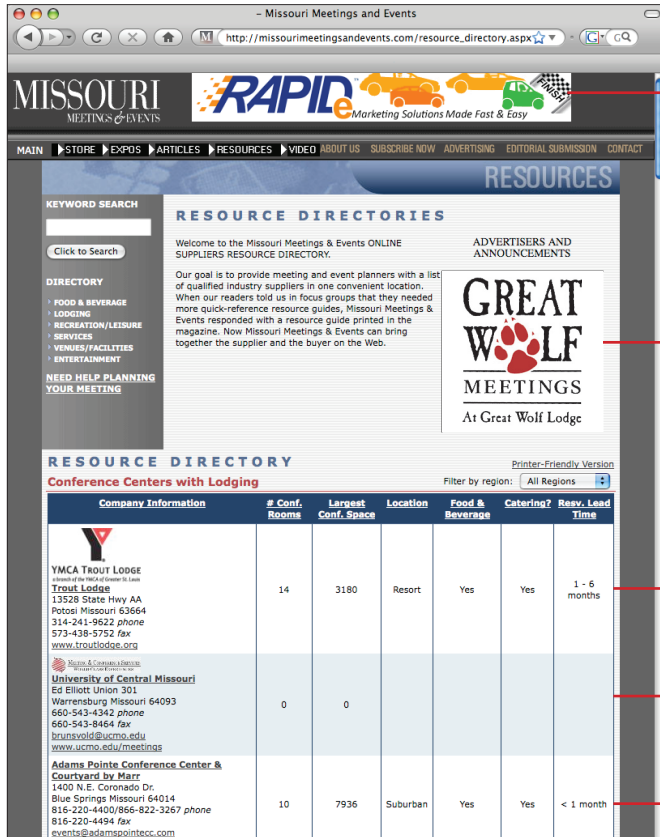 – Missouri Meetings and Events
http://missourimeetingsandevents.com/resource_directory.aspx
MISSOURI
MEETINGS & EVENTS
RAPIDe
FINISH
Marketing Solutions Made Fast & Easy
MAIN STORE EXPOS ARTICLES RESOURCES VIDEO ABOUT US SUBSCRIBE NOW ADVERTISING EDITORIAL SUBMISSION CONTACT
RESOURCES
KEYWORD SEARCH
Click to Search
DIRECTORY
FOOD & BEVERAGE
LODGING
RECREATION/LEISURE
SERVICES
VENUES/FACILITIES
ENTERTAINMENT
NEED HELP PLANNING
YOUR MEETING
RESOURCE DIRECTORIES
Welcome to the Missouri Meetings & Events ONLINE
SUPPLIERS RESOURCE DIRECTORY.
Our goal is to provide meeting and event planners with a list
of qualified industry suppliers in one convenient location.
When our readers told us in focus groups that they needed
more quick-reference resource guides, Missouri Meetings &
Events responded with a resource guide printed in the
magazine. Now Missouri Meetings & Events can bring
together the supplier and the buyer on the Web.
ADVERTISERS AND
ANNOUNCEMENTS
GREAT
WOLF
MEETINGS
At Great Wolf Lodge
RESOURCE DIRECTORY
Printer-Friendly Version
Conference Centers with Lodging
Filter by region: All Regions
Company Information # Conf. Rooms Largest Conf. Space Location Food & Beverage Catering? Resv. Lead Time
Y
YMCA TROUT LODGE
a branch of the YMCA of Greater St. Louis
Trout Lodge
13528 State Hwy AA
Potosi Missouri 63664
314-241-9622 phone
573-438-5752 fax
www.troutlodge.org
14 3180 Resort Yes Yes 1 - 6 months
University of Central Missouri
Ed Elliott Union 301
Warrensburg Missouri 64093
660-543-4342 phone
660-543-8464 fax
brunsvold@ucmo.edu
www.ucmo.edu/meetings
0 0
Adams Pointe Conference Center &
Courtyard by Marr
1400 N.E. Coronado Dr.
Blue Springs Missouri 64014
816-220-4400/866-822-3267 phone
816-220-4494 fax
events@adamspointecc.com
10 7936 Suburban Yes Yes < 1 month